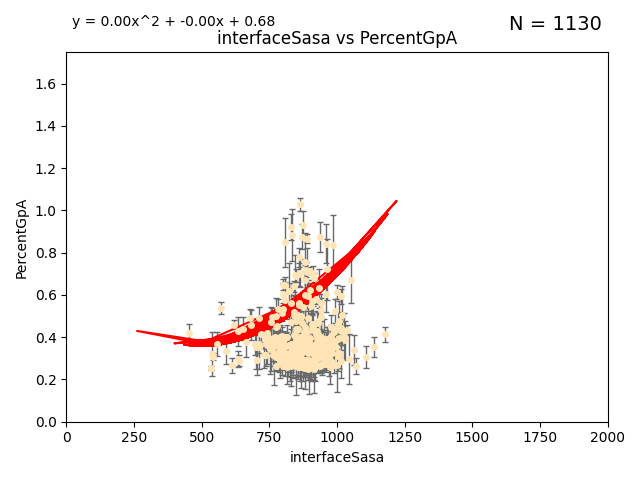 y = 0.00x^2 + -0.00x + 0.68
N = 1130
interfaceSasa vs PercentGpA
PercentGpA
1.6
1.4
1.2
1.0
0.8
0.6
0.4
0.2
0.0
0 250 500 750 1000 1250 1500 1750 2000
interfaceSasa